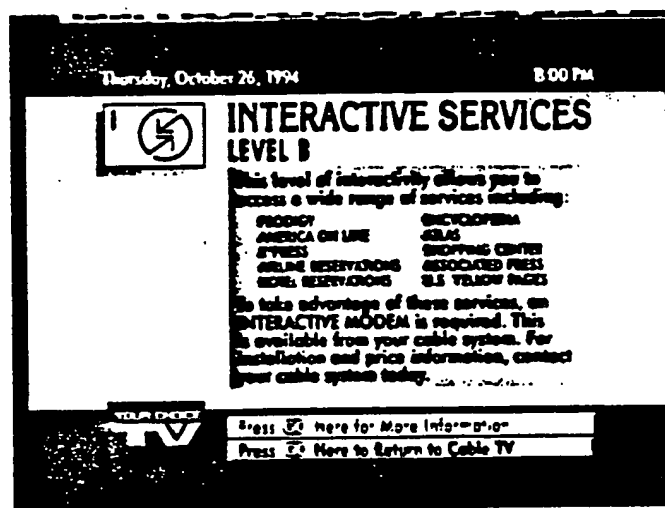 Thursday, October 26, 1994
8:00 PM
INTERACTIVE SERVICES
LEVEL B
This level of interactivity allows you to
access a wide range of services including:
PRODIGY
ENCYCLOPEDIA
AMERICA ON LINE
ATLAS
X*PRESS
SHOPPING CENTER
AIRLINE RESERVATIONS
ASSOCIATED PRESS
HOTEL RESERVATIONS
U.S. YELLOW PAGES
To take advantage of these services, an
INTERACTIVE MODEM is required. This
is available from your cable system. For
installation and price information, contact
your cable system today.
YOUR CHOICE
TV
Press Here for More Information
Press Here to Return to Cable TV